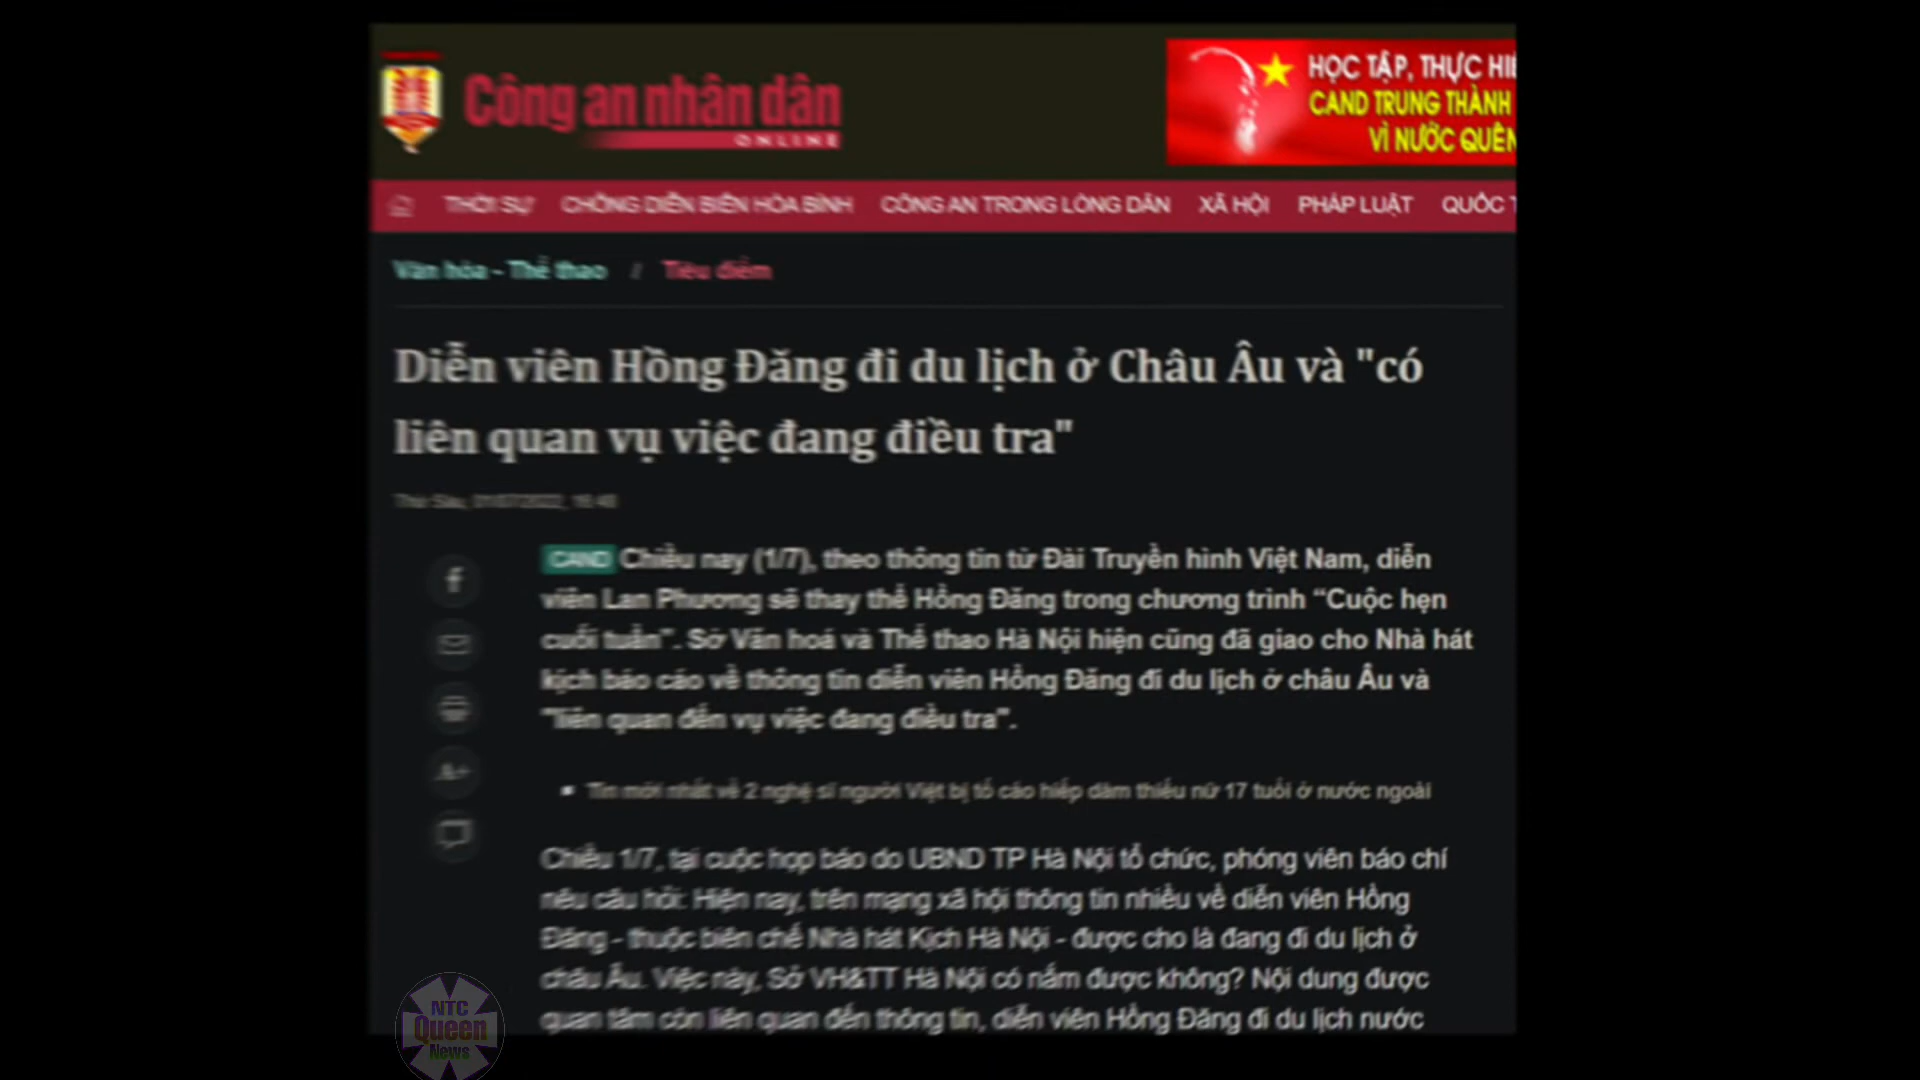 Công an nhân dân
ONLINE
HỌC TẬP, THỰC HIỆ
CAND TRUNG THÀNH
VÌ NƯỚC QUÊN
THỜI SỰ CHỐNG DIỄN BIẾN HÒA BÌNH CÔNG AN TRONG LÒNG DÂN XÃ HỘI PHÁP LUẬT QUỐC T
Văn hóa - Thể thao / Tiêu điểm
Diễn viên Hồng Đăng đi du lịch ở Châu Âu và "có
liên quan vụ việc đang điều tra"
Thứ Sáu, 01/07/2022,
CAND Chiều nay (1/7), theo thông tin từ Đài Truyền hình Việt Nam, diễn
viên Lan Phương sẽ thay thế Hồng Đăng trong chương trình “Cuộc hẹn
cuối tuần”. Sở Văn hoá và Thể thao Hà Nội hiện cũng đã giao cho Nhà hát
kịch báo cáo về thông tin diễn viên Hồng Đăng đi du lịch ở châu Âu và
"liên quan đến vụ việc đang điều tra".
Tin mới nhất về 2 nghệ sĩ người Việt bị tố cáo hiếp dâm thiếu nữ 17 tuổi ở nước ngoài
A+
Chiều 1/7, tại cuộc họp báo do UBND TP Hà Nội tổ chức, phóng viên báo chí
nêu câu hỏi: Hiện nay, trên mạng xã hội thông tin nhiều về diễn viên Hồng
Đăng - thuộc biên chế Nhà hát Kịch Hà Nội - được cho là đang đi du lịch ở
châu Âu. Việc này, Sở VH&TT Hà Nội có nắm được không? Nội dung được
quan tâm còn liên quan đến thông tin, diễn viên Hồng Đăng đi du lịch nước
NTC
Queen
News